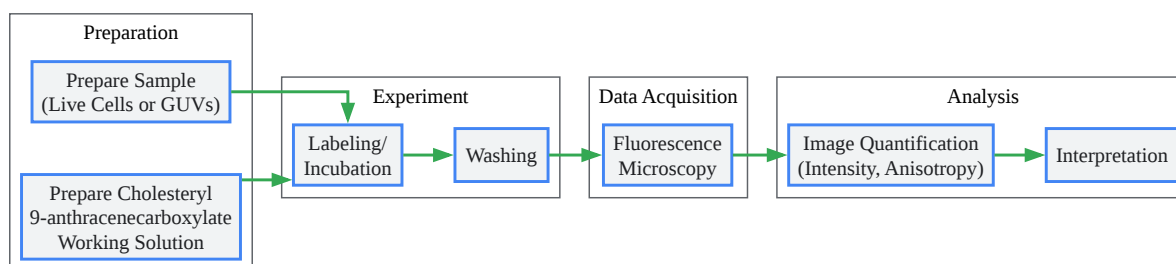 Preparation
Prepare Sample
(Live Cells or GUVs)
Prepare Cholesteryl
9-anthracenecarboxylate
Working Solution
Experiment
Labeling/
Incubation
Washing
Data Acquisition
Fluorescence
Microscopy
Analysis
Image Quantification
(Intensity, Anisotropy)
Interpretation